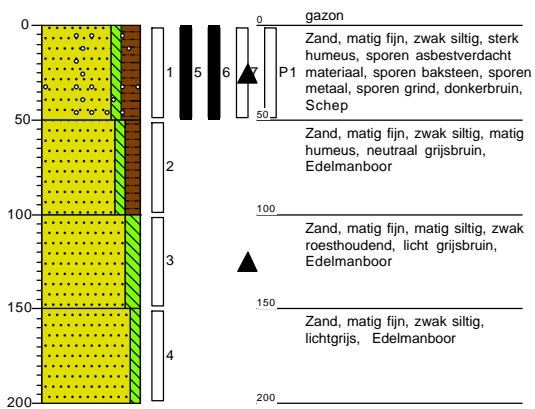 0
0
gazon
Zand, matig fijn, zwak siltig, sterk
humeus, sporen asbestverdacht
materiaal, sporen baksteen, sporen
metaal, sporen grind, donkerbruin,
Schep
1
5
6
7
P1
50
50
Zand, matig fijn, zwak siltig, matig
humeus, neutraal grijsbruin,
Edelmanboor
2
100
100
Zand, matig fijn, matig siltig, zwak
roesthoudend, licht grijsbruin,
Edelmanboor
3
150
150
Zand, matig fijn, zwak siltig,
lichtgrijs, Edelmanboor
4
200
200